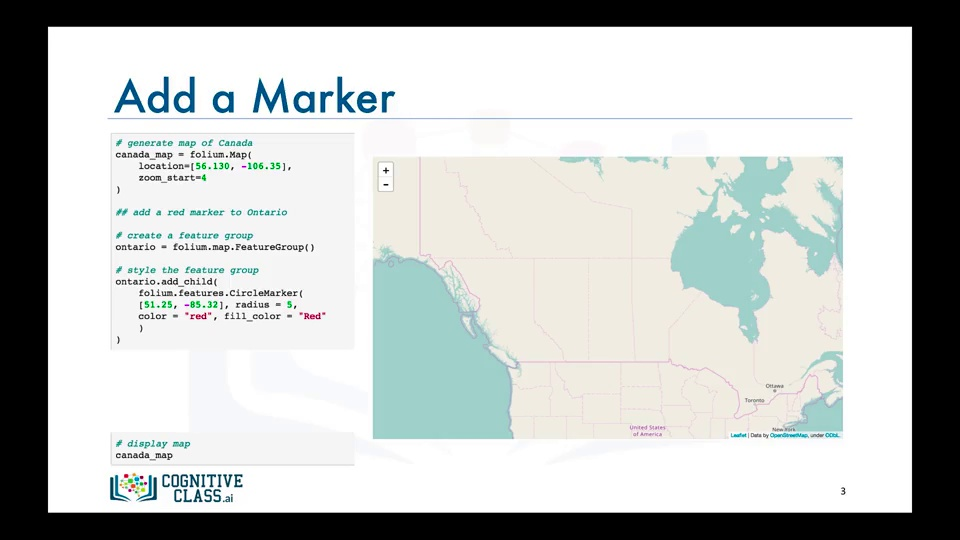 Add a Marker
# generate map of Canada
canada_map = folium.Map(
location=[56.130, -106.35],
zoom_start=4
)
## add a red marker to Ontario
# create a feature group
ontario = folium.map.FeatureGroup()
# style the feature group
ontario.add_child(
folium.features.CircleMarker(
[51.25, -85.32], radius = 5,
color = "red", fill_color = "Red"
)
)
+
-
Ottawa
Toronto
New York
United States
of America
Leaflet | Data by OpenStreetMap, under ODbL.
# display map
canada_map
COGNITIVE
CLASS.ai
3